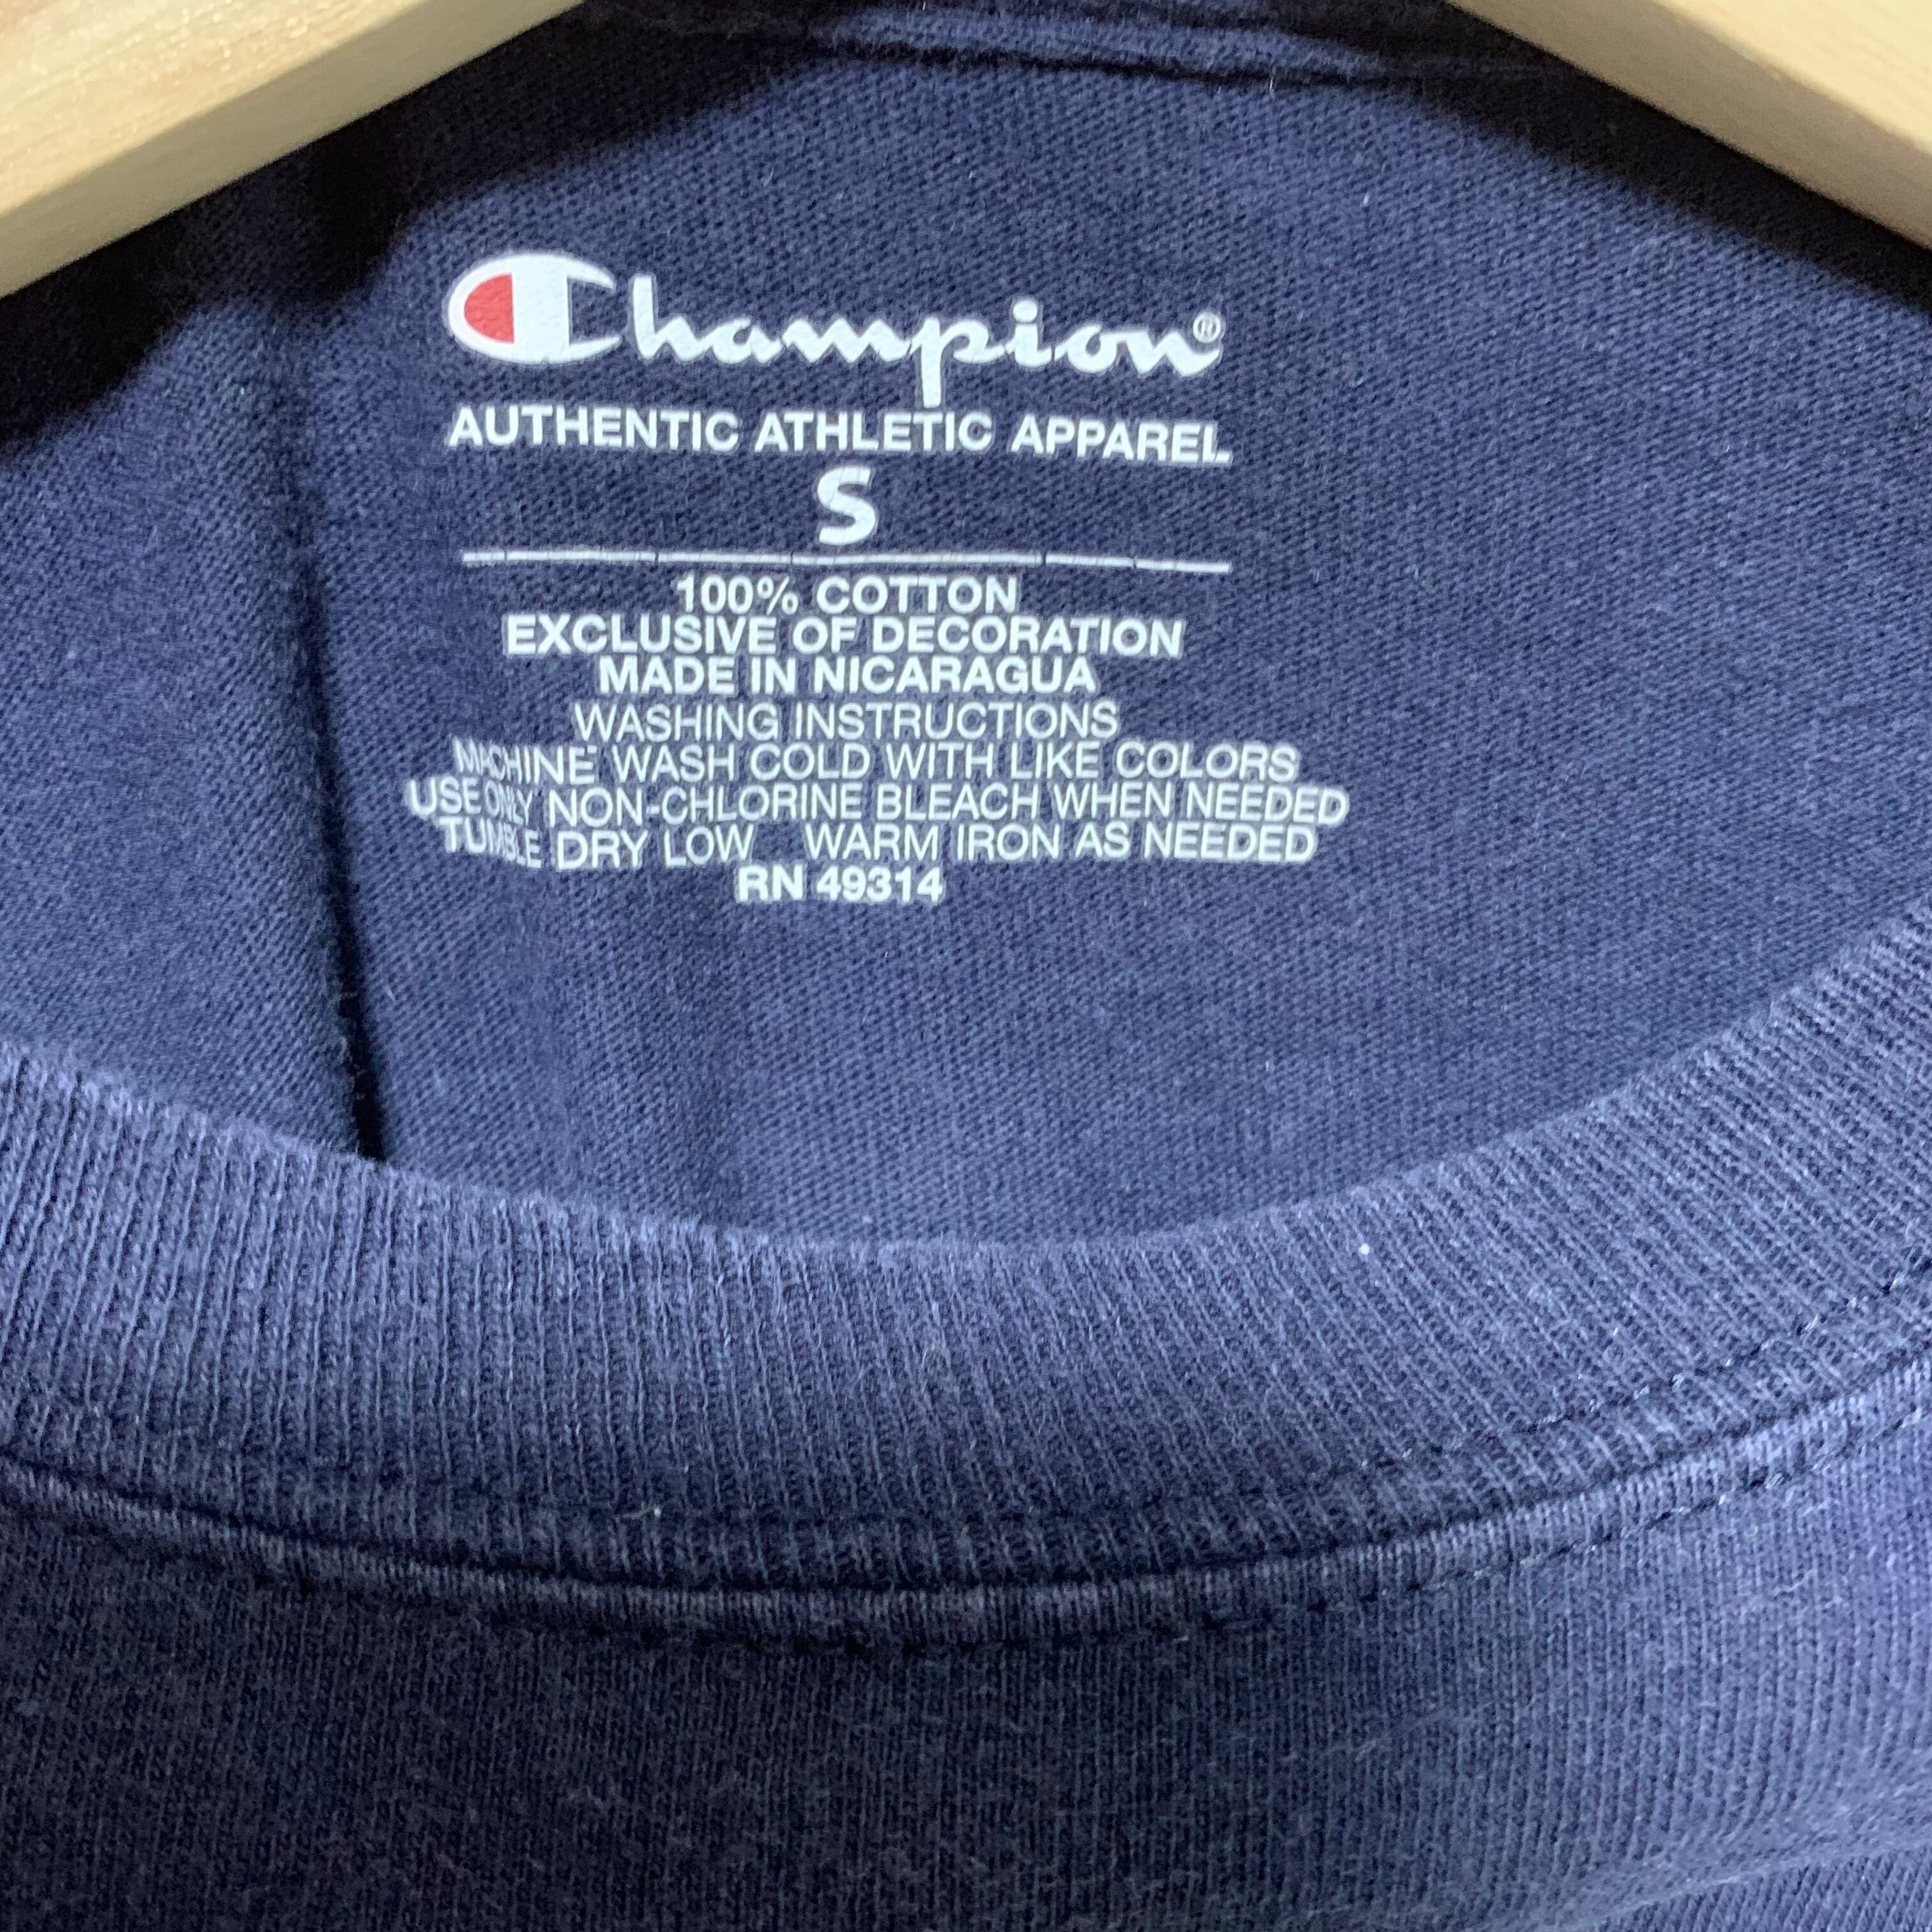 Champion®
AUTHENTIC ATHLETIC APPAREL
S
100% COTTON
EXCLUSIVE OF DECORATION
MADE IN NICARAGUA
WASHING INSTRUCTIONS
MACHINE WASH COLD WITH LIKE COLORS
USE ONLY NON-CHLORINE BLEACH WHEN NEEDED
TUMBLE DRY LOW WARM IRON AS NEEDED
RN 49314